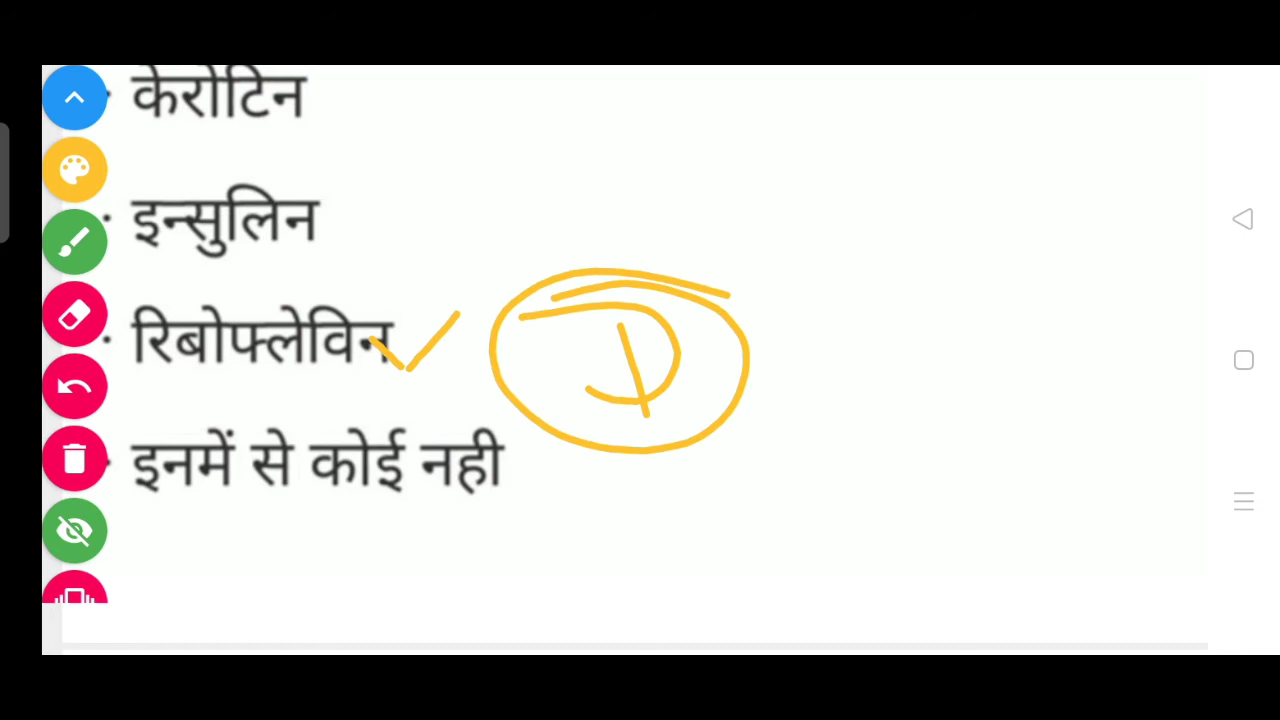 केरोटिन
इन्सुलिन
रिबोफ्लेविन
D
इनमें से कोई नही